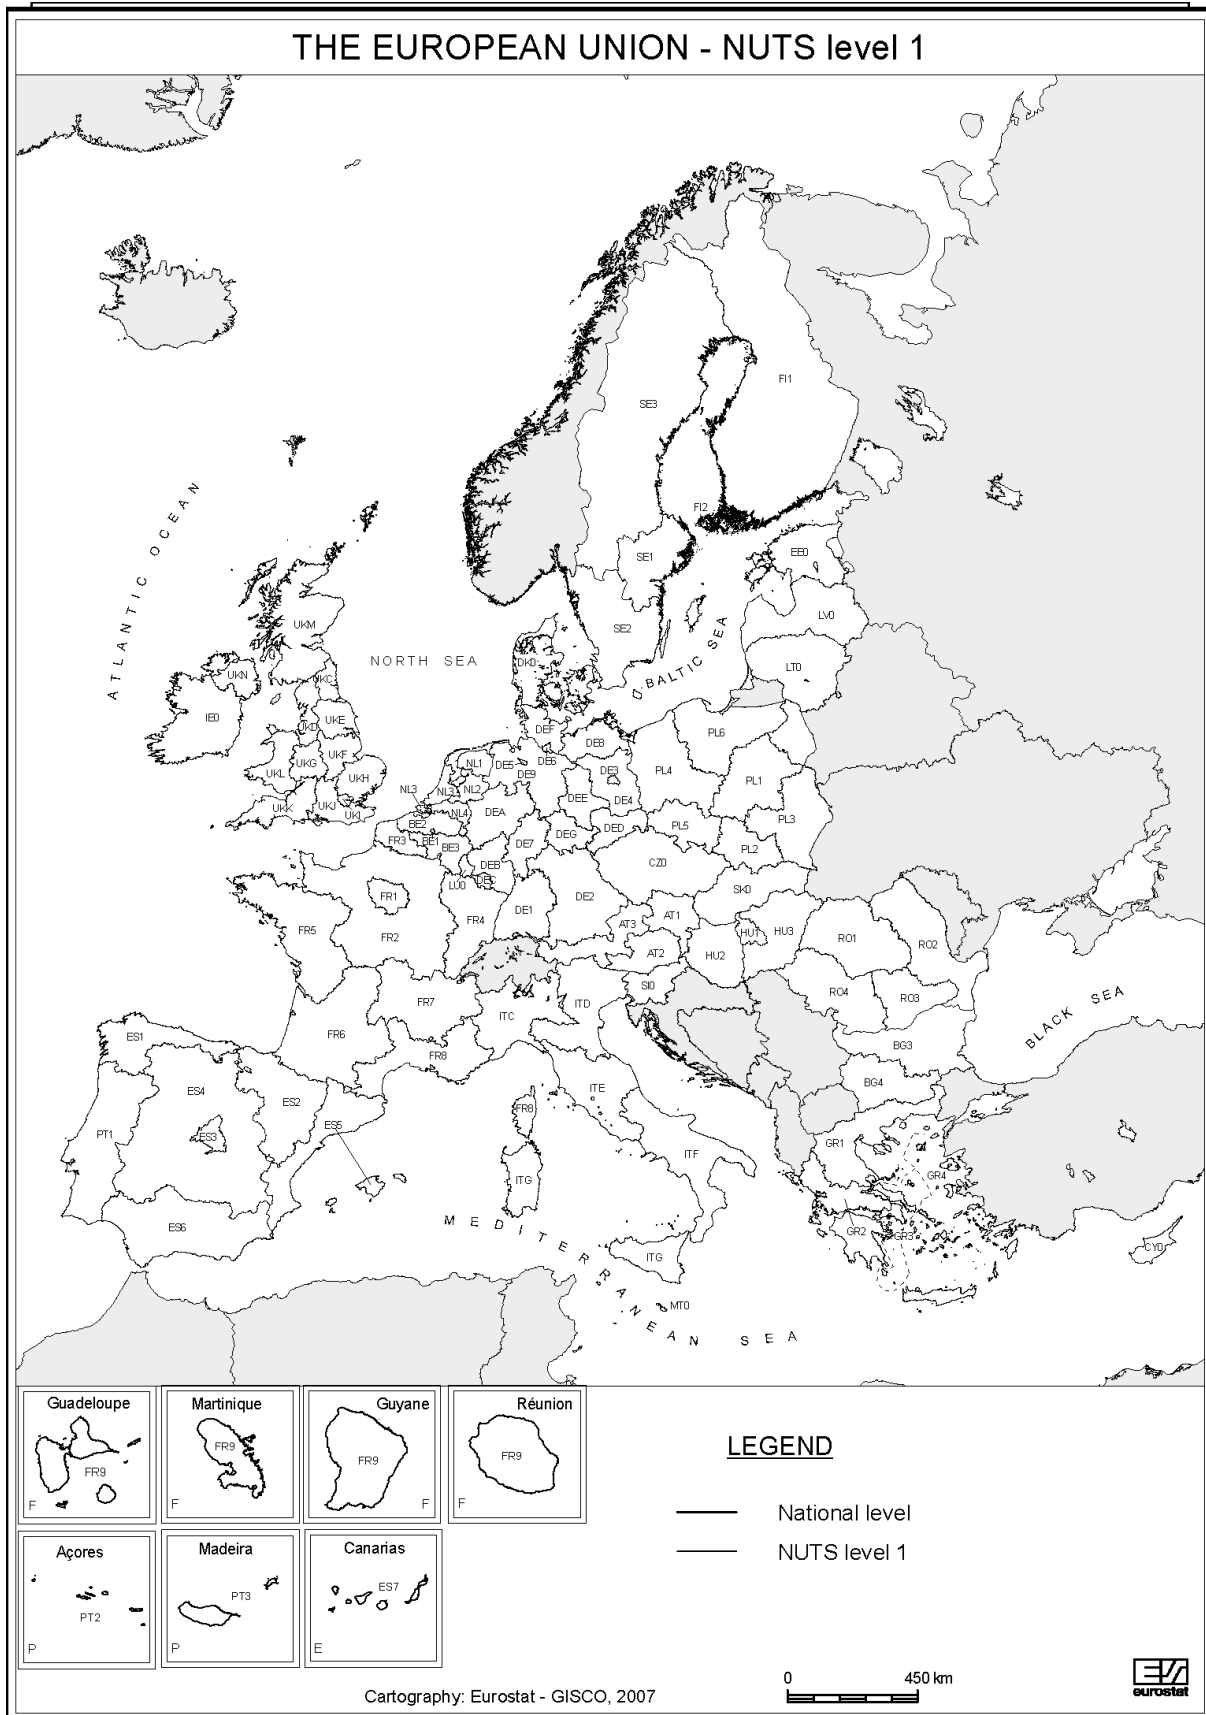 THE EUROPEAN UNION - NUTS level 1
ATLANTIC OCEAN
NORTH SEA
BALTIC SEA
BLACK SEA
MEDITERRANEAN SEA
FI1
SE3
FI2
SE1
EE0
SE2
LV0
LT0
UKM
DK0
UKN
UKC
IE0
UKD
UKE
UKF
UKG
UKL
UKH
UKK
UKJ
UKI
DEF
DE8
DE6
DE5
DE9
DE3
DEE
DE4
NL1
NL3
NL3
NL2
NL4
DEA
DED
DEG
DE7
BE2
BE1
BE3
FR3
DEB
DEC
LU0
PL6
PL4
PL1
PL3
PL5
PL2
CZ0
SK0
FR1
FR2
FR4
FR5
DE1
DE2
AT3
AT1
AT2
HU1
HU3
HU2
RO1
RO2
RO4
RO3
SI0
ITD
ITC
FR7
FR6
FR8
BG3
BG4
ITE
FR8
ES1
ES4
ES2
ES3
ES5
PT1
ES6
ITG
ITF
ITG
MT0
GR1
GR4
GR2
GR3
CY0
Guadeloupe
FR9
F
Martinique
FR9
F
Guyane
FR9
F
Réunion
FR9
F
Açores
PT2
P
Madeira
PT3
P
Canarias
ES7
E
LEGEND
National level
NUTS level 1
Cartography: Eurostat - GISCO, 2007
0 450 km
eurostat